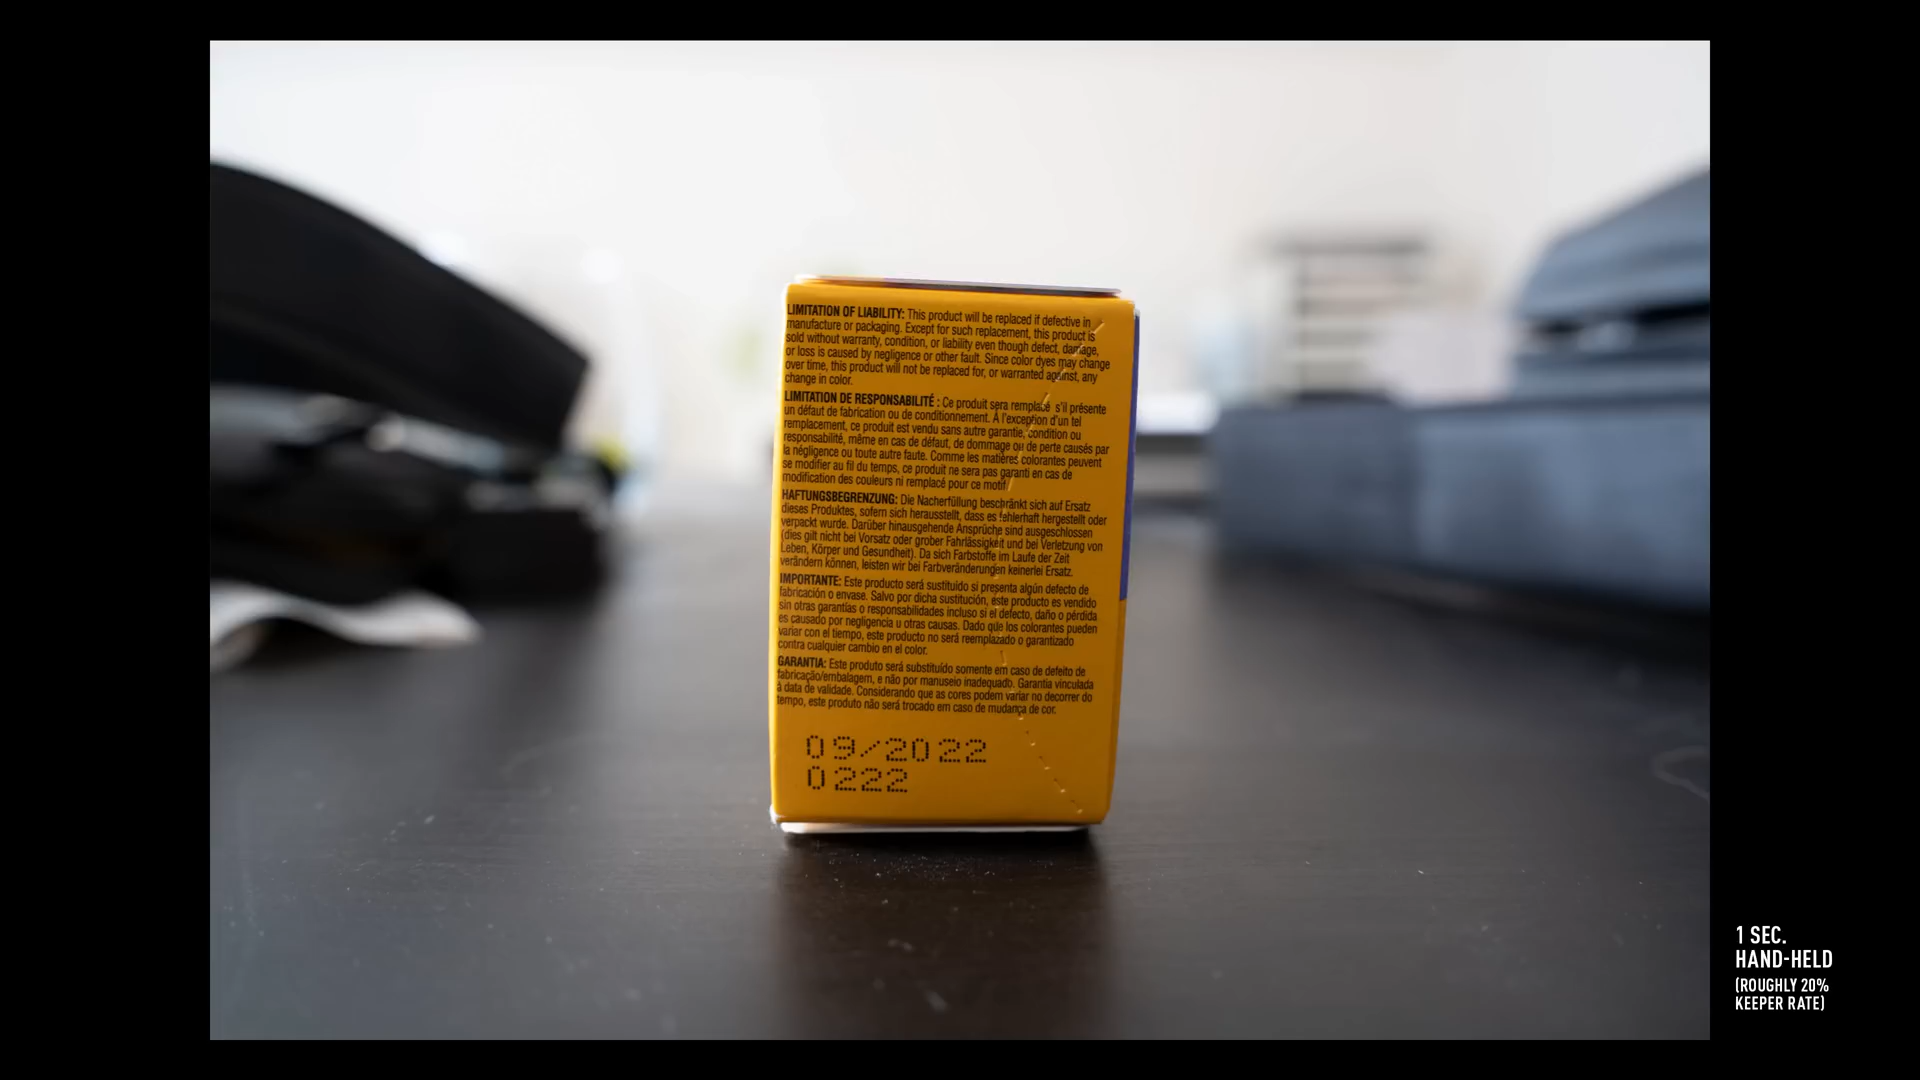 LIMITATION OF LIABILITY: This product will be replaced if defective in
manufacture or packaging. Except for such replacement, this product is
sold without warranty, condition, or liability even though defect, damage,
or loss is caused by negligence or other fault. Since color dyes may change
over time, this product will not be replaced for, or warranted against, any
change in color.
LIMITATION DE RESPONSABILITÉ : Ce produit sera remplacé s'il présente
un défaut de fabrication ou de conditionnement. À l'exception d'un tel
remplacement, ce produit est vendu sans autre garantie, condition ou
responsabilité, même en cas de défaut, de dommage ou de perte causés par
la négligence ou toute autre faute. Comme les matières colorantes peuvent
se modifier au fil du temps, ce produit ne sera pas garanti en cas de
modification des couleurs ni remplacé pour ce motif
HAFTUNGSBEGRENZUNG: Die Nacherfüllung beschränkt sich auf Ersatz
dieses Produktes, sofern sich herausstellt, dass es fehlerhaft hergestellt oder
verpackt wurde. Darüber hinausgehende Ansprüche sind ausgeschlossen
(dies gilt nicht bei Vorsatz oder grober Fahrlässigkeit und bei Verletzung von
Leben, Körper und Gesundheit). Da sich Farbstoffe im Laufe der Zeit
verändern können, leisten wir bei Farbveränderungen keinerlei Ersatz.
IMPORTANTE: Este producto será sustituido si presenta algún defecto de
fabricación o envase. Salvo por dicha sustitución, este producto es vendido
sin otras garantías o responsabilidades incluso si el defecto, daño o pérdida
es causado por negligencia u otras causas. Dado que los colorantes pueden
variar con el tiempo, este producto no será reemplazado o garantizado
contra cualquier cambio en el color.
GARANTIA: Este produto será substituído somente em caso de defeito de
fabricação/embalagem, e não por manuseio inadequado. Garantia vinculada
à data de validade. Considerando que as cores podem variar no decorrer do
tempo, este produto não será trocado em caso de mudança de cor.
09/2022
0222
1 SEC.
HAND-HELD
(ROUGHLY 20%
KEEPER RATE)